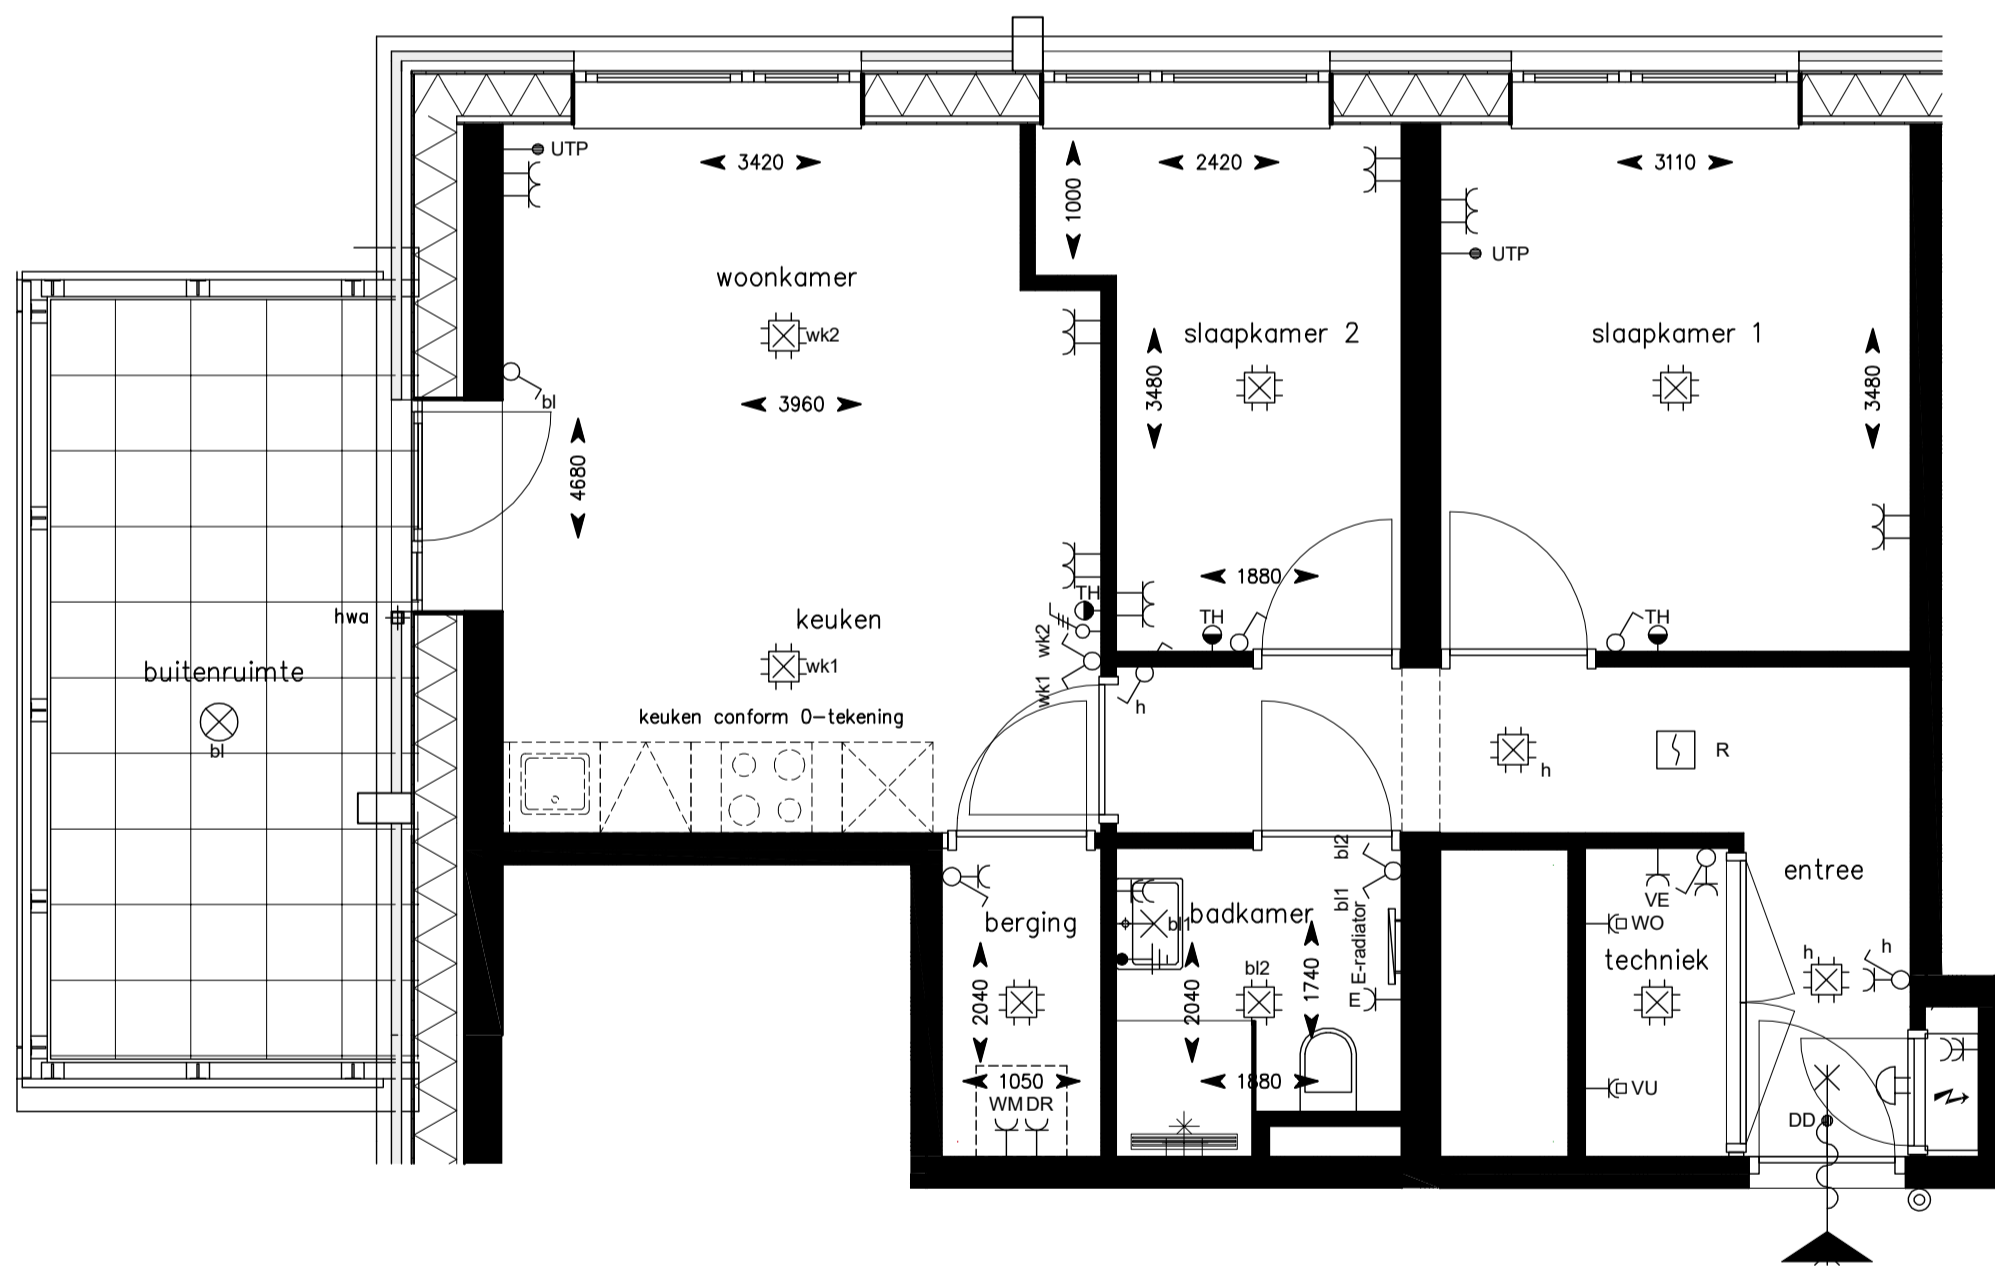 UTP
3420
2420
3110
1000
UTP
woonkamer
slaapkamer 2
slaapkamer 1
wk2
3480
3480
bl
3960
4680
1880
TH
TH
TH
hwa
keuken
wk2
wk1
wk1
h
buitenruimte
bl
keuken conform 0-tekening
h
R
bl2
bl1
entree
VE
berging
bl1
badkamer
E-radiator
WO
techniek
h
h
bl2
2040
2040
1740
E
1050
1880
WM DR
VU
DD